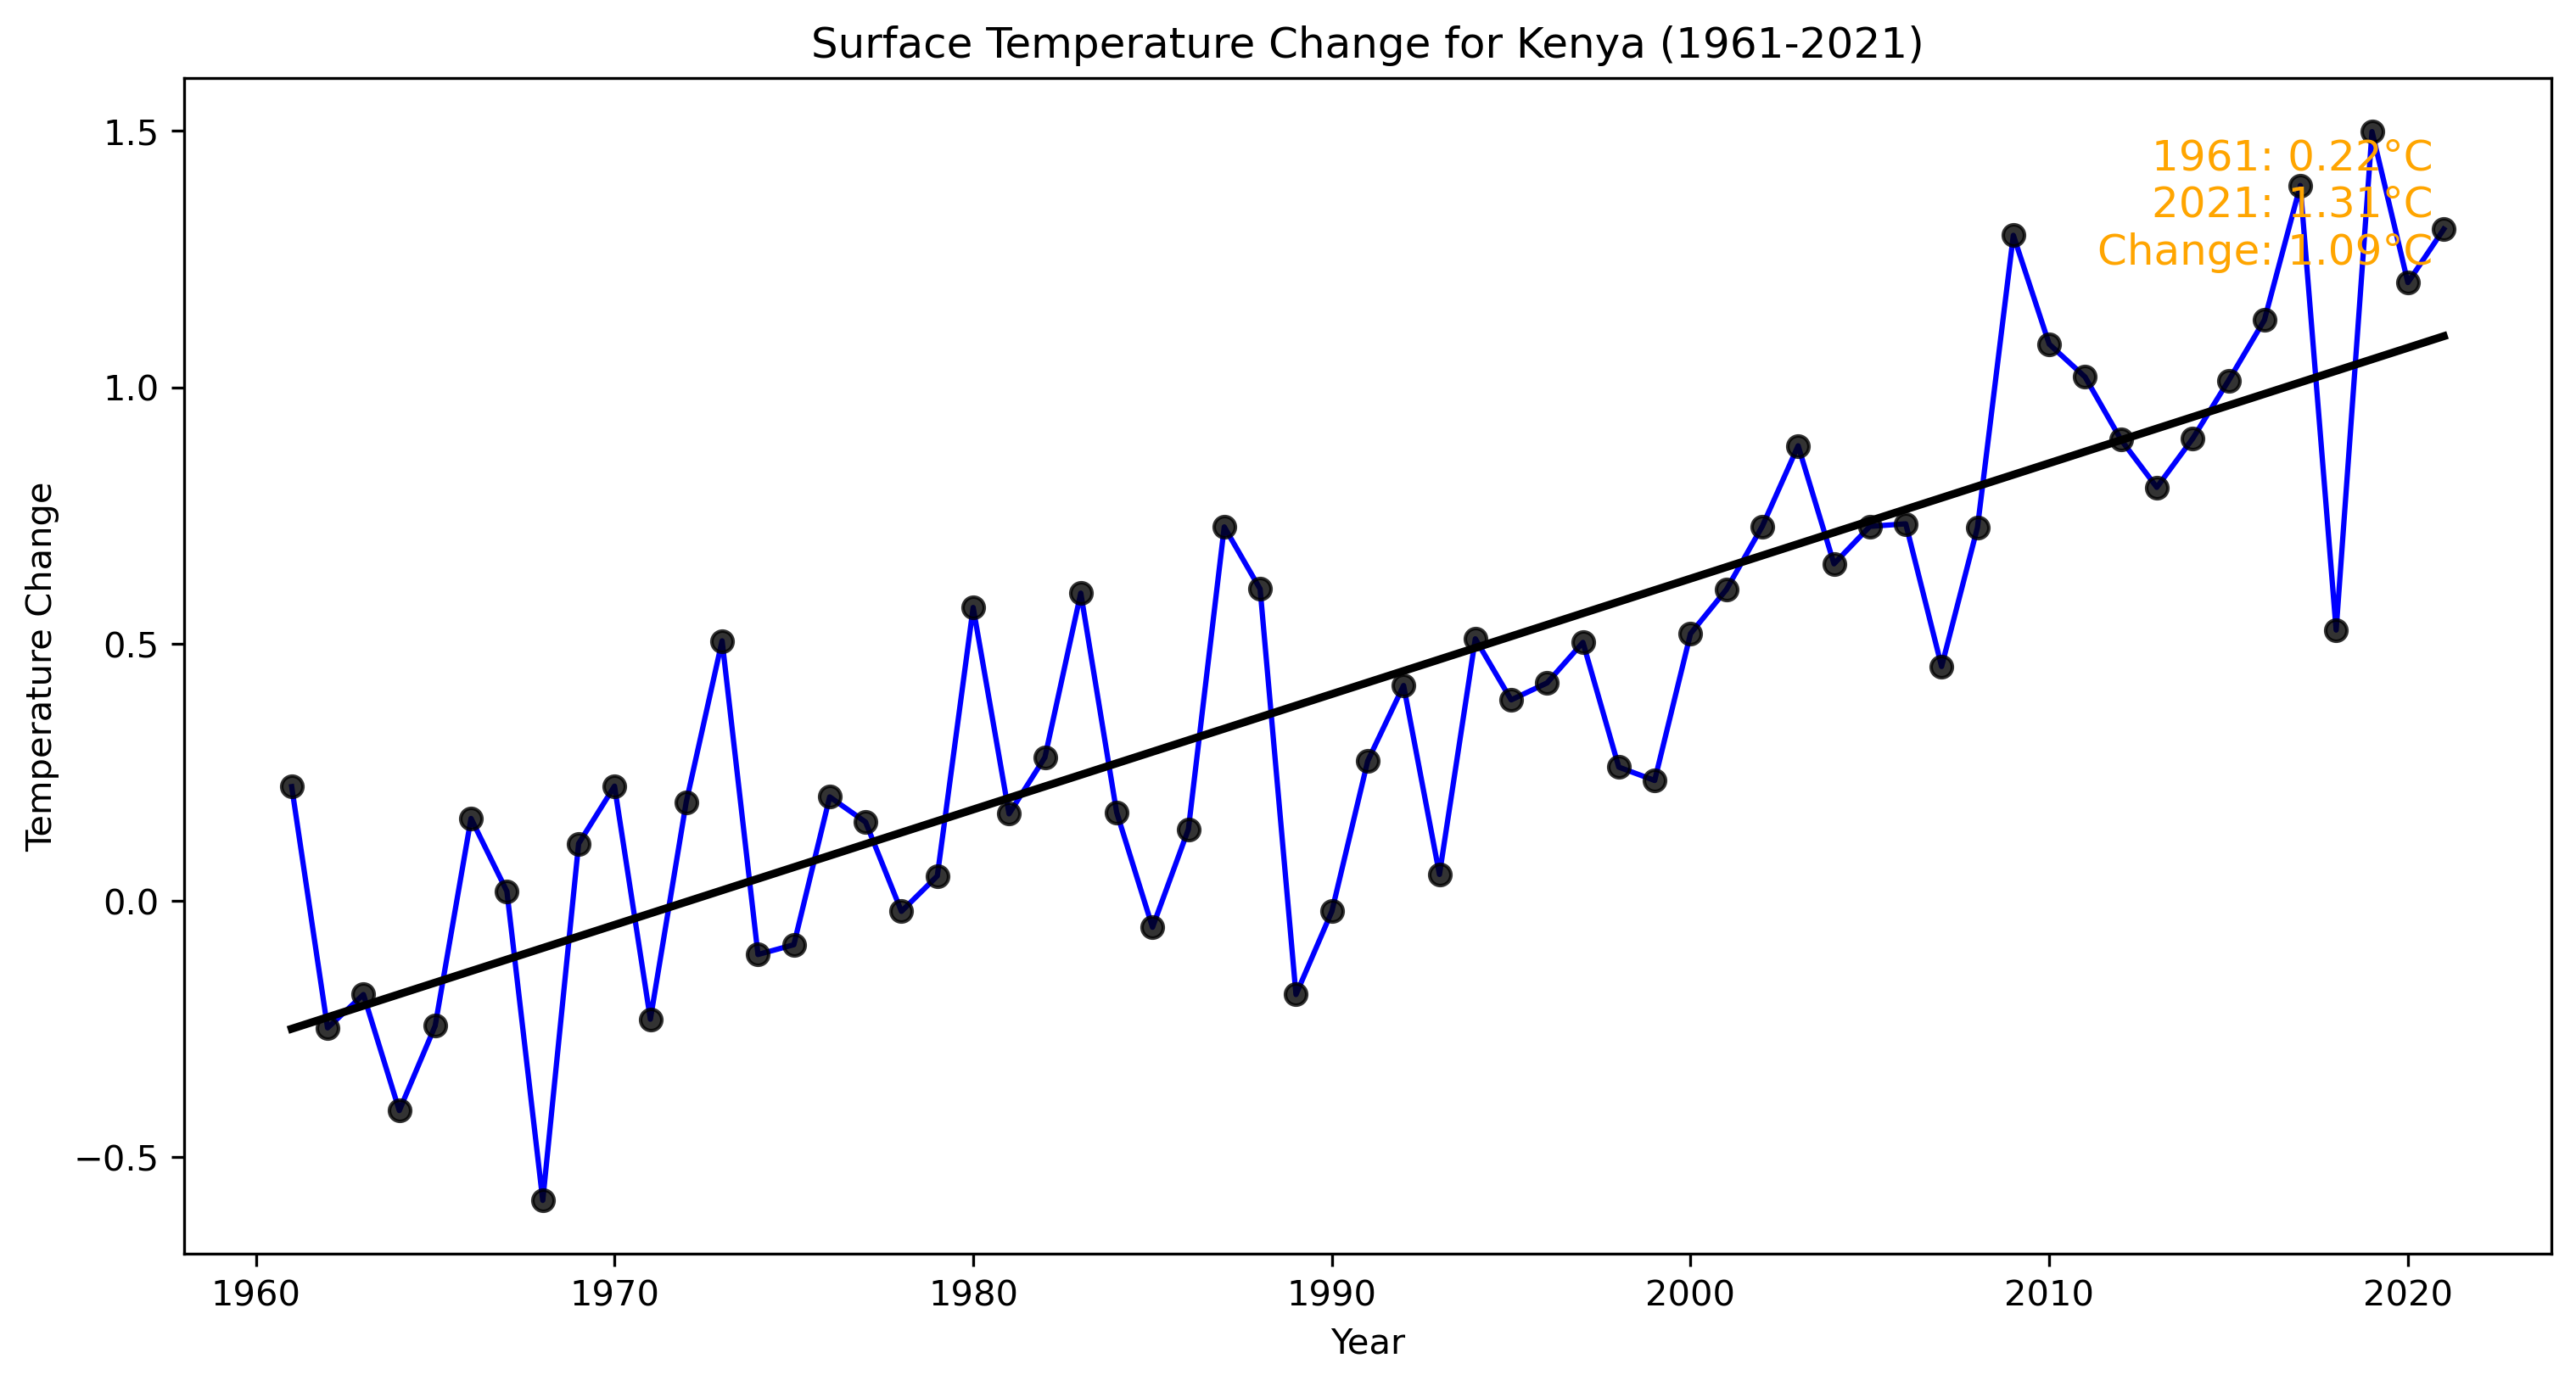 Surface Temperature Change for Kenya (1961-2021)
1961: 0.22°C
2021: 1.31°C
Change: 1.09°C
1.5
1.0
0.5
0.0
−0.5
Temperature Change
1960 1970 1980 1990 2000 2010 2020
Year